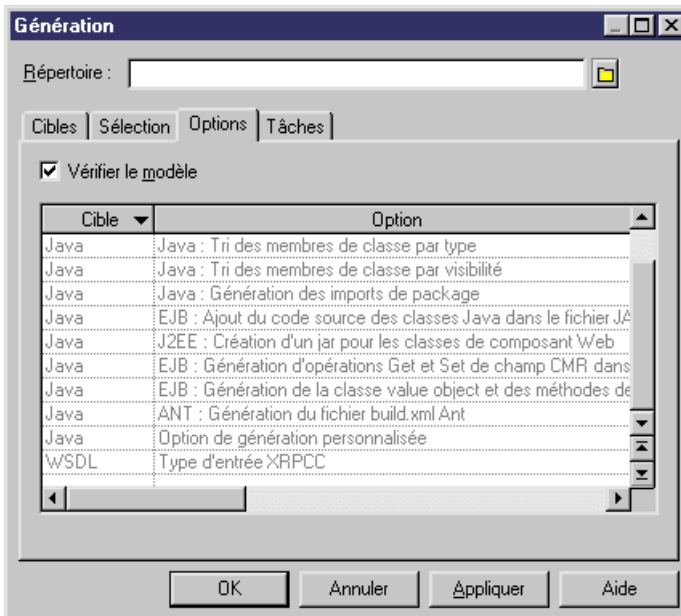 Génération
Répertoire :
Cibles Sélection Options Tâches
Vérifier le modèle
Cible Option
Java Java : Tri des membres de classe par type
Java Java : Tri des membres de classe par visibilité
Java Java : Génération des imports de package
Java EJB : Ajout du code source des classes Java dans le fichier JA
Java J2EE : Création d'un jar pour les classes de composant Web
Java EJB : Génération d'opérations Get et Set de champ CMR dans
Java EJB : Génération de la classe value object et des méthodes de
Java ANT : Génération du fichier build.xml Ant
Java Option de génération personnalisée
WSDL Type d'entrée XRPCC
OK Annuler Appliquer Aide